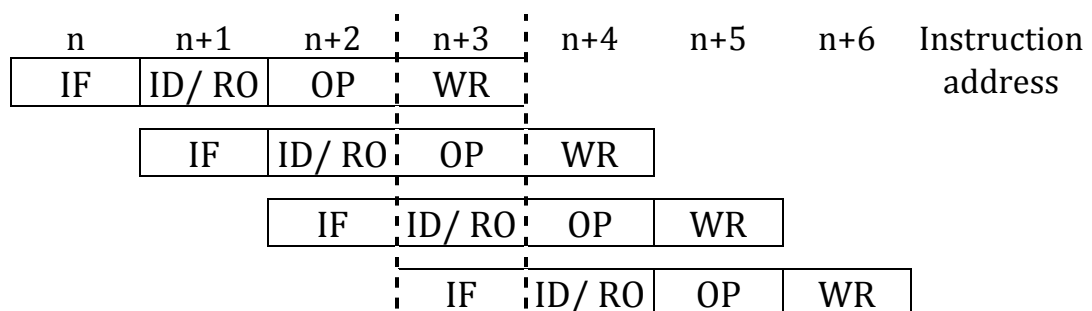 n n+1 n+2 n+3 n+4 n+5 n+6 Instruction address
IF ID/ RO OP WR
IF ID/ RO OP WR
IF ID/ RO OP WR
IF ID/ RO OP WR